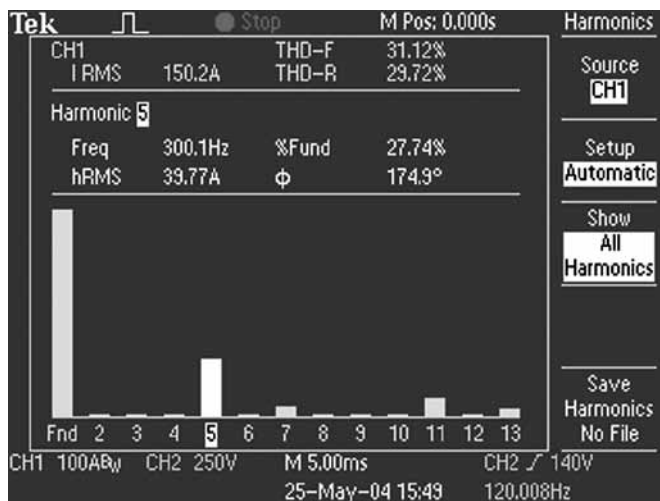 Tek Stop M Pos: 0.000s Harmonics
CH1 THD-F 31.12%
I RMS 150.2A THD-R 29.72%
Source
CH1
Harmonic 5
Freq 300.1Hz %Fund 27.74%
hRMS 39.77A ϕ 174.9°
Setup
Automatic
Show
All
Harmonics
Fnd 2 3 4 5 6 7 8 9 10 11 12 13
Save
Harmonics
No File
CH1 100ABw CH2 250V M 5.00ms CH2 / 140V
25-May-04 15:49 120.008Hz